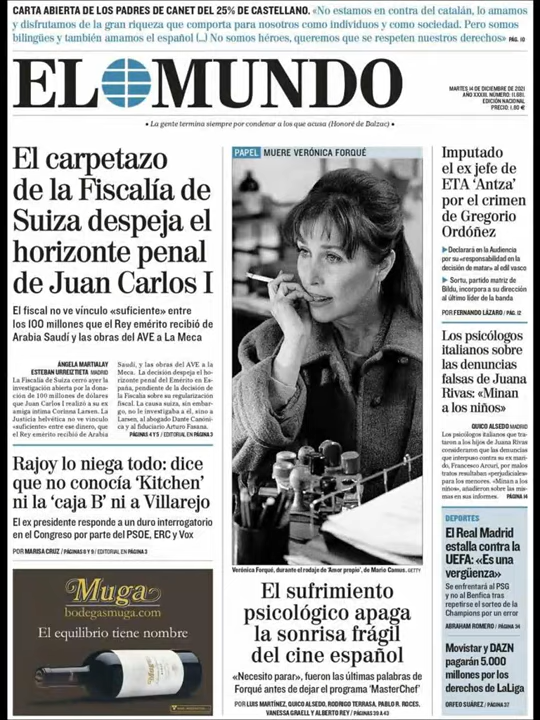 CARTA ABIERTA DE LOS PADRES DE CANET DEL 25% DE CASTELLANO. «No estamos en contra del catalán, lo amamos
y disfrutamos de la gran riqueza que comporta para nosotros como individuos y como sociedad. Pero somos
bilingües y también amamos el español (...) No somos héroes, queremos que se respeten nuestros derechos» PÁG. 10
EL MUNDO
MARTES 14 DE DICIEMBRE DE 2021
AÑO XXXIII. NÚMERO: 11.681.
EDICIÓN NACIONAL
PRECIO: 1,80 €
• La gente termina siempre por condenar a los que acusa (Honoré de Balzac) •
El carpetazo
de la Fiscalía de
Suiza despeja el
horizonte penal
de Juan Carlos I
El fiscal no ve vínculo «suficiente» entre
los 100 millones que el Rey emérito recibió de
Arabia Saudí y las obras del AVE a La Meca
ÁNGELA MARTIALAY
ESTEBAN URREIZTIETA MADRID
La Fiscalía de Suiza cerró ayer la
investigación abierta por la dona-
ción de 100 millones de dólares
que Juan Carlos I realizó a su ex
amiga íntima Corinna Larsen. La
Justicia helvética no ve vínculo
«suficiente» entre ese dinero, que
el Rey emérito recibió de Arabia
Saudí, y las obras del AVE a
La Meca. La decisión despeja el ho-
rizonte penal del Emérito en Es-
paña, pendiente de la decisión de
la Fiscalía sobre su regularización
fiscal. La causa suiza, sin embar-
go, no le investigaba a él, sino a
Larsen, al abogado Dante Canóni-
ca y al fiduciario Arturo Fasana.
PÁGINAS 4 Y 5 / EDITORIAL EN PÁGINA 3
Rajoy lo niega todo: dice
que no conocía ‘Kitchen’
ni la ‘caja B’ ni a Villarejo
El ex presidente responde a un duro interrogatorio
en el Congreso por parte del PSOE, ERC y Vox
POR MARISA CRUZ / PÁGINAS 8 Y 9 / EDITORIAL EN PÁGINA 3
Muga
bodegasmuga.com
El equilibrio tiene nombre
Muga
PAPEL MUERE VERÓNICA FORQUÉ
Verónica Forqué, durante el rodaje de 'Amor propio', de Mario Camus. GETTY
El sufrimiento
psicológico apaga
la sonrisa frágil
del cine español
«Necesito parar», fueron las últimas palabras de
Forqué antes de dejar el programa ‘MasterChef’
POR LUIS MARTÍNEZ, QUICO ALSEDO, RODRIGO TERRASA, PABLO R. ROCES,
VANESSA GRAELL Y ALBERTO REY / PÁGINAS 39 A 43
Imputado
el ex jefe de
ETA ‘Antza’
por el crimen
de Gregorio
Ordóñez
Declarará en la Audiencia
por su «responsabilidad en la
decisión de matar» al edil vasco
Sortu, partido matriz de
Bildu, incorpora a su dirección
al último líder de la banda
POR FERNANDO LÁZARO / PÁG. 12
Los psicólogos
italianos sobre
las denuncias
falsas de Juana
Rivas: «Minan
a los niños»
QUICO ALSEDO MADRID
Los psicólogos italianos que tra-
taron a los hijos de Juana Rivas
consideraron que las denuncias
que interpuso contra su ex mari-
do, Francesco Arcuri, por malos
tratos resultaban «perjudiciales»
para los menores. «Minan a los
niños», añadieron sobre las mis-
mas en sus informes. PÁGINA 14
DEPORTES
El Real Madrid
estalla contra la
UEFA: «Es una
vergüenza»
Se enfrentará al PSG
y no al Benfica tras
repetirse el sorteo de la
Champions por un error
ABRAHAM ROMERO / PÁGINA 34
Movistar y DAZN
pagarán 5.000
millones por los
derechos de LaLiga
ORFEO SUÁREZ / PÁGINA 37